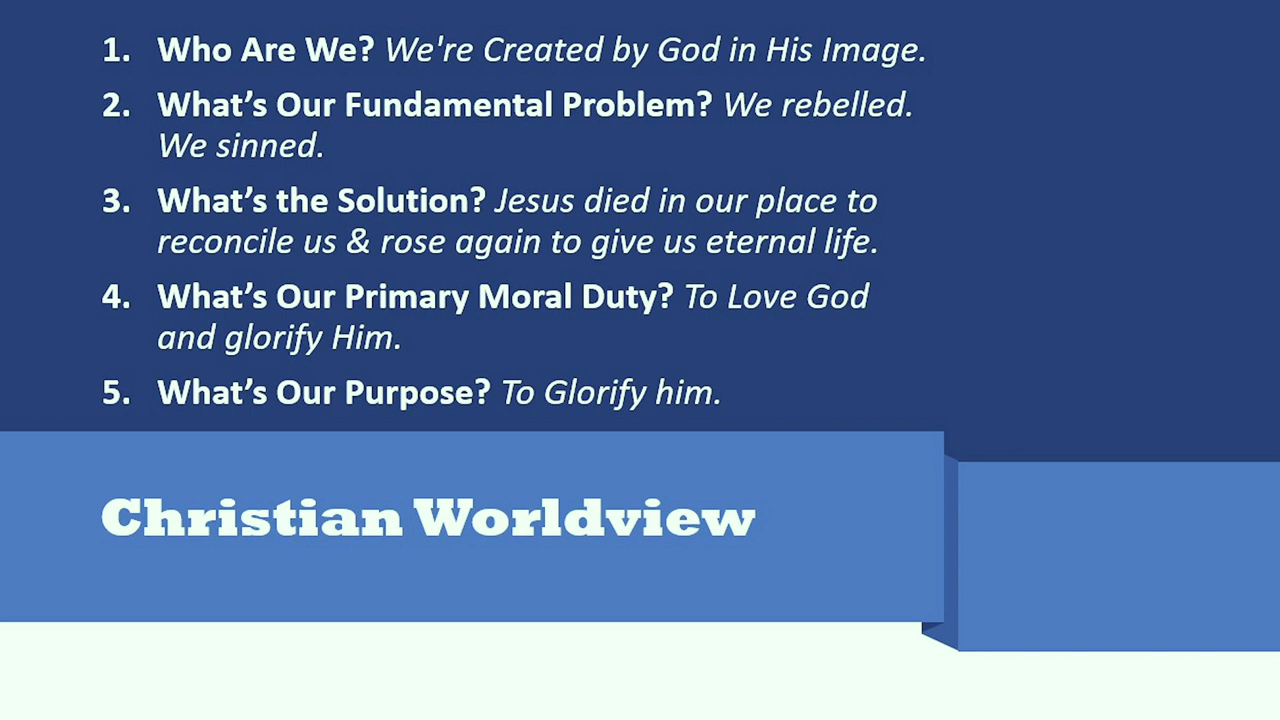 1. Who Are We? We're Created by God in His Image.
2. What’s Our Fundamental Problem? We rebelled.
We sinned.
3. What’s the Solution? Jesus died in our place to
reconcile us & rose again to give us eternal life.
4. What’s Our Primary Moral Duty? To Love God
and glorify Him.
5. What’s Our Purpose? To Glorify him.
Christian Worldview